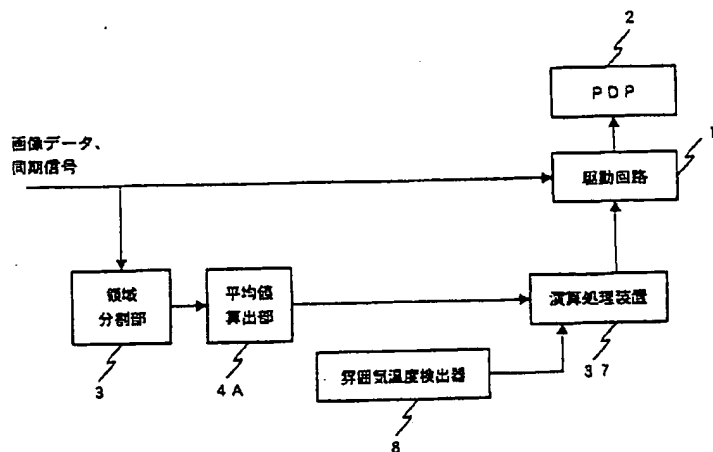 2
PDP
画像データ、
同期信号
1
駆動回路
領域
分割部
平均値
算出部
演算処理装置
3
4A
雰囲気温度検出器
37
8